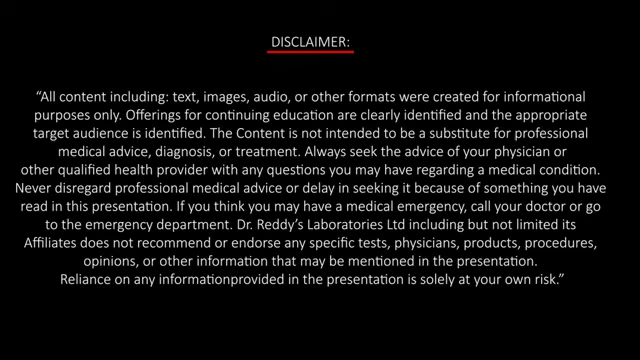 DISCLAIMER:
“All content including: text, images, audio, or other formats were created for informational
purposes only. Offerings for continuing education are clearly identified and the appropriate
target audience is identified. The Content is not intended to be a substitute for professional
medical advice, diagnosis, or treatment. Always seek the advice of your physician or
other qualified health provider with any questions you may have regarding a medical condition.
Never disregard professional medical advice or delay in seeking it because of something you have
read in this presentation. If you think you may have a medical emergency, call your doctor or go
to the emergency department. Dr. Reddy’s Laboratories Ltd including but not limited its
Affiliates does not recommend or endorse any specific tests, physicians, products, procedures,
opinions, or other information that may be mentioned in the presentation.
Reliance on any informationprovided in the presentation is solely at your own risk.”